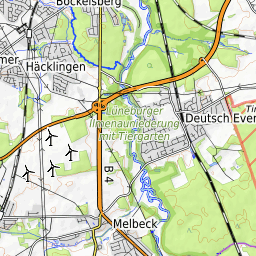 Bockelsberg
Häcklingen
Lüneburger
Ilmenauniederung
mit Tiergarten
Deutsch Ever
B 4
Melbeck